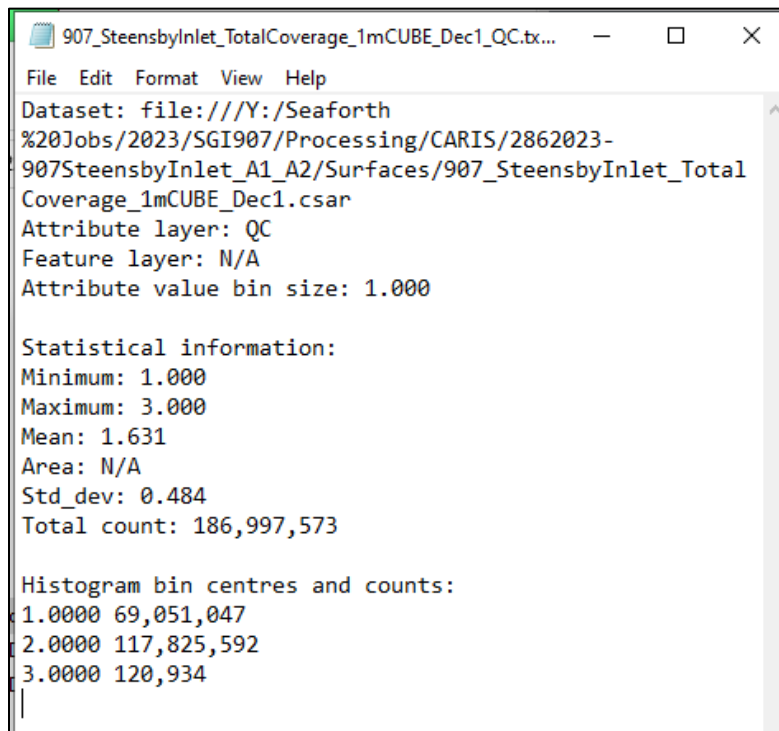 907_SteensbyInlet_TotalCoverage_1mCUBE_Dec1_QC.tx...
File Edit Format View Help
Dataset: file:///Y:/Seaforth
%20Jobs/2023/SGI907/Processing/CARIS/2862023-
907SteensbyInlet_A1_A2/Surfaces/907_SteensbyInlet_Total
Coverage_1mCUBE_Dec1.csar
Attribute layer: QC
Feature layer: N/A
Attribute value bin size: 1.000
Statistical information:
Minimum: 1.000
Maximum: 3.000
Mean: 1.631
Area: N/A
Std_dev: 0.484
Total count: 186,997,573
Histogram bin centres and counts:
1.0000 69,051,047
2.0000 117,825,592
3.0000 120,934